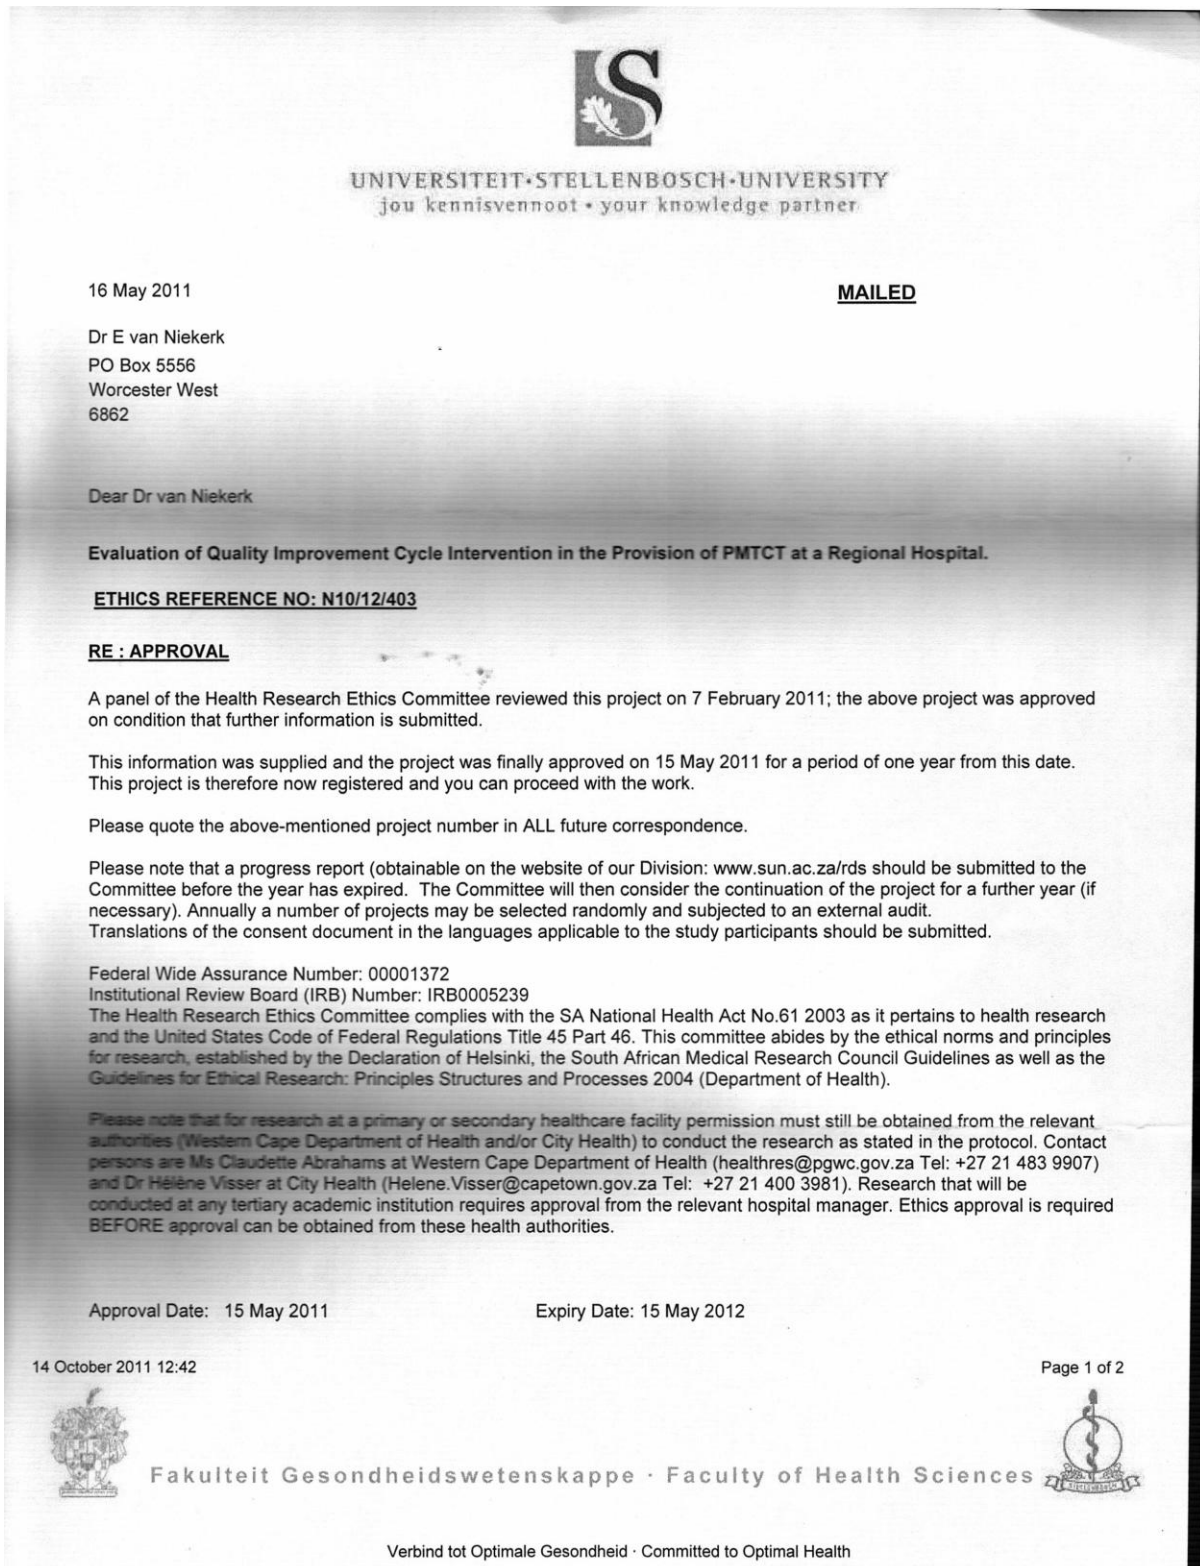 S
UNIVERSITEIT•STELLENBOSCH•UNIVERSITY
jou kennisvennoot • your knowledge partner
16 May 2011
MAILED
Dr E van Niekerk
PO Box 5556
Worcester West
6862
Dear Dr van Niekerk
Evaluation of Quality Improvement Cycle Intervention in the Provision of PMTCT at a Regional Hospital.
ETHICS REFERENCE NO: N10/12/403
RE : APPROVAL
A panel of the Health Research Ethics Committee reviewed this project on 7 February 2011; the above project was approved
on condition that further information is submitted.
This information was supplied and the project was finally approved on 15 May 2011 for a period of one year from this date.
This project is therefore now registered and you can proceed with the work.
Please quote the above-mentioned project number in ALL future correspondence.
Please note that a progress report (obtainable on the website of our Division: www.sun.ac.za/rds should be submitted to the
Committee before the year has expired. The Committee will then consider the continuation of the project for a further year (if
necessary). Annually a number of projects may be selected randomly and subjected to an external audit.
Translations of the consent document in the languages applicable to the study participants should be submitted.
Federal Wide Assurance Number: 00001372
Institutional Review Board (IRB) Number: IRB0005239
The Health Research Ethics Committee complies with the SA National Health Act No.61 2003 as it pertains to health research
and the United States Code of Federal Regulations Title 45 Part 46. This committee abides by the ethical norms and principles
for research, established by the Declaration of Helsinki, the South African Medical Research Council Guidelines as well as the
Guidelines for Ethical Research: Principles Structures and Processes 2004 (Department of Health).
Please note that for research at a primary or secondary healthcare facility permission must still be obtained from the relevant
authorities (Western Cape Department of Health and/or City Health) to conduct the research as stated in the protocol. Contact
persons are Ms Claudette Abrahams at Western Cape Department of Health (healthres@pgwc.gov.za Tel: +27 21 483 9907)
and Dr Hélène Visser at City Health (Helene.Visser@capetown.gov.za Tel: +27 21 400 3981). Research that will be
conducted at any tertiary academic institution requires approval from the relevant hospital manager. Ethics approval is required
BEFORE approval can be obtained from these health authorities.
Approval Date: 15 May 2011 Expiry Date: 15 May 2012
14 October 2011 12:42 Page 1 of 2
Fakulteit Gesondheidswetenskappe · Faculty of Health Sciences
Verbind tot Optimale Gesondheid · Committed to Optimal Health